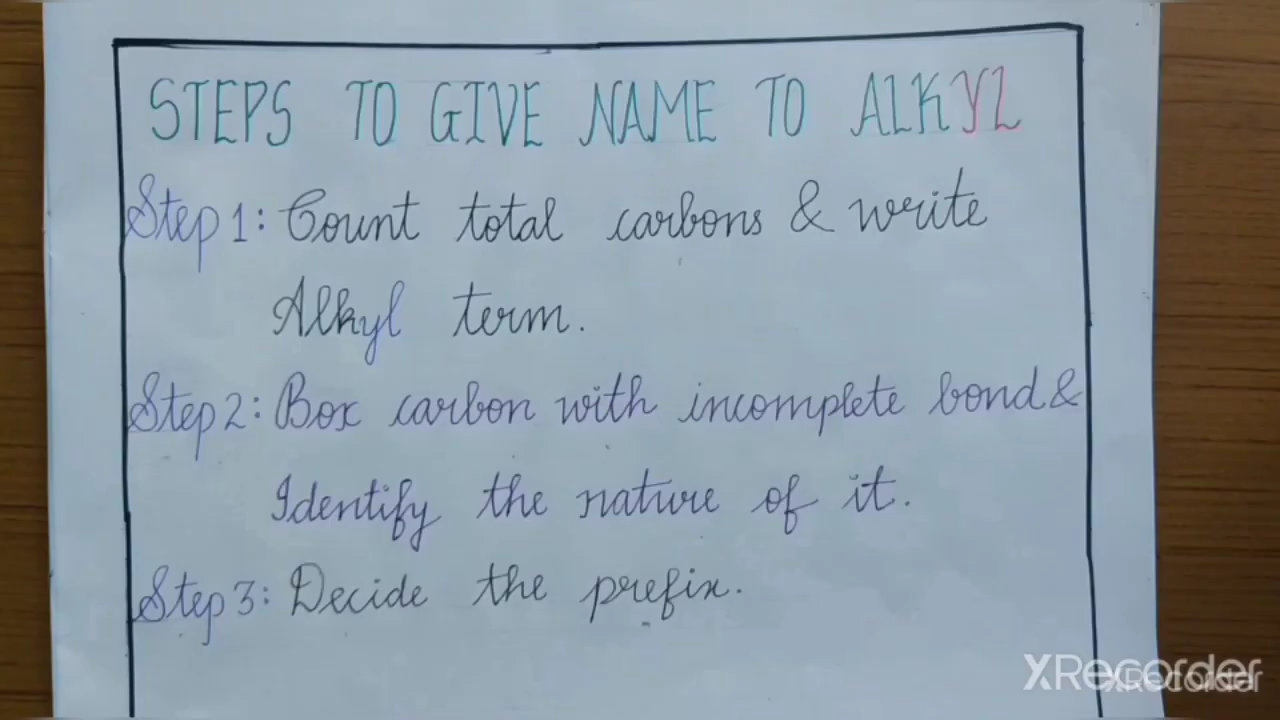 STEPS TO GIVE NAME TO ALKYL
Step 1: Count total carbons & write
Alkyl term.
Step 2: Box carbon with incomplete bond &
Identify the nature of it.
Step 3: Decide the prefix.
XRecorder
XRecorder